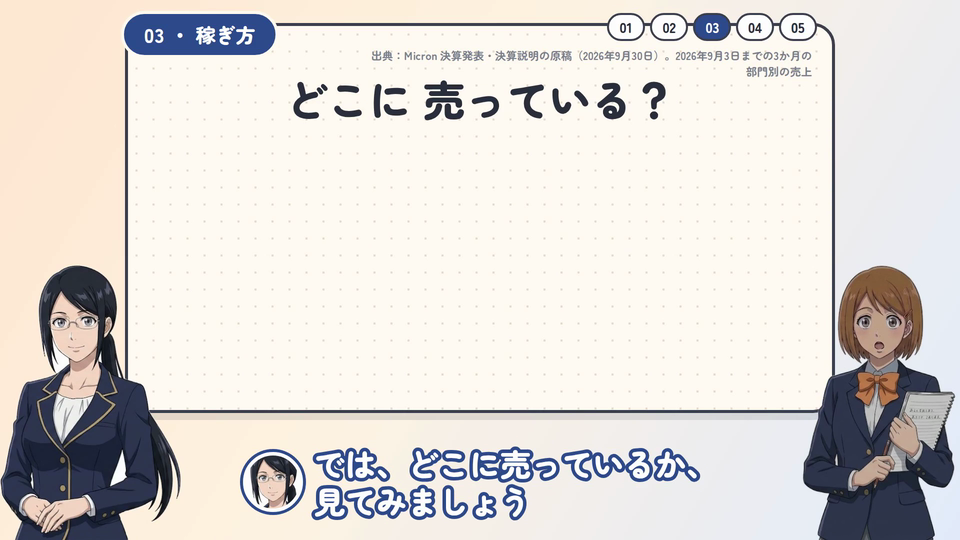 03 ・ 稼ぎ方
01 02 03 04 05
出典：Micron 決算発表・決算説明の原稿（2026年9月30日）。2026年9月3日までの3か月の
部門別の売上
どこに 売っている？
では、どこに売っているか、
見てみましょう